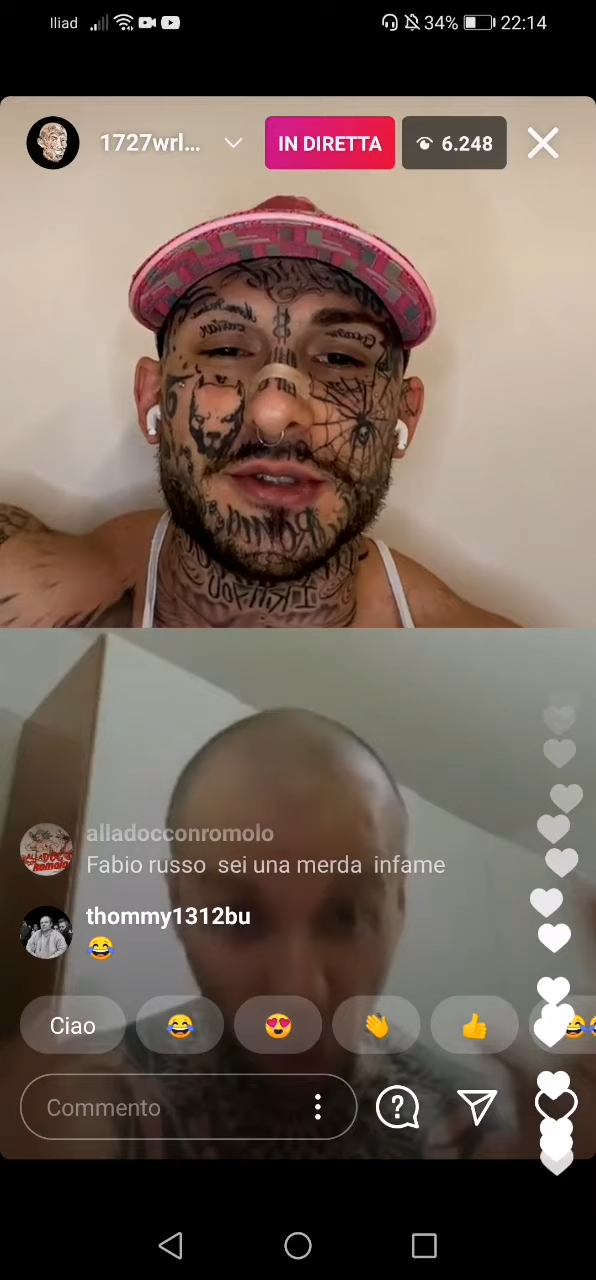 Iliad
34%
22:14
1727wrl...
IN DIRETTA
6.248
alladocconromolo
Fabio russo sei una merda infame
thommy1312bu
Ciao
Commento